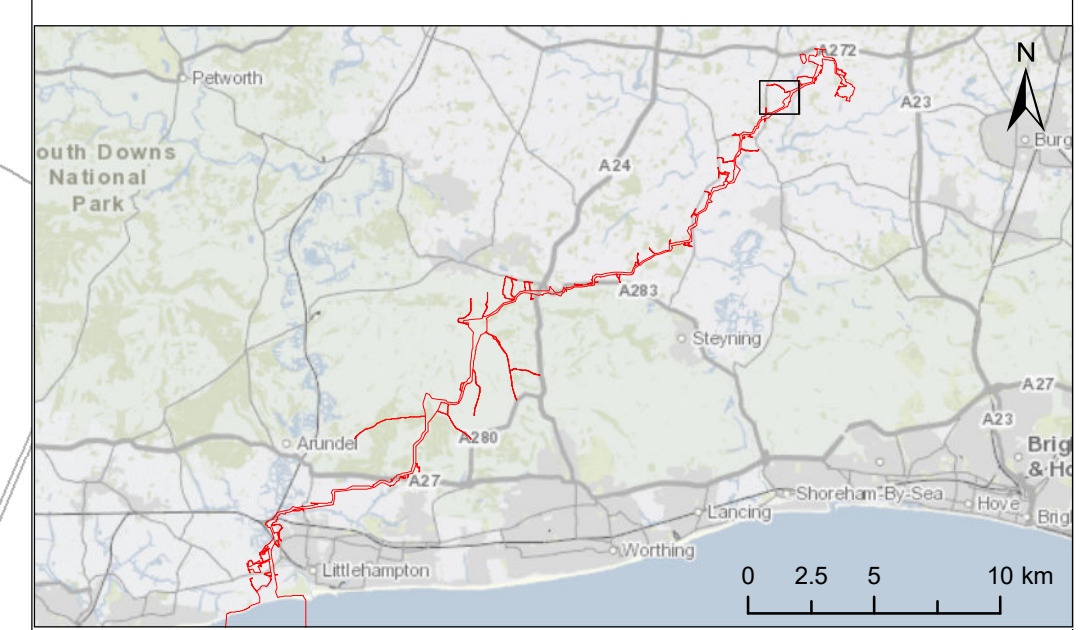 A272
N
Petworth
A23
Burg
A24
outh Downs
National
Park
A283
Steyning
A27
A23
Arundel
A280
Brig
& Ho
A27
Shoreham-By-Sea
Hove
Lancing
Brig
Worthing
Littlehampton
0 2.5 5 10 km